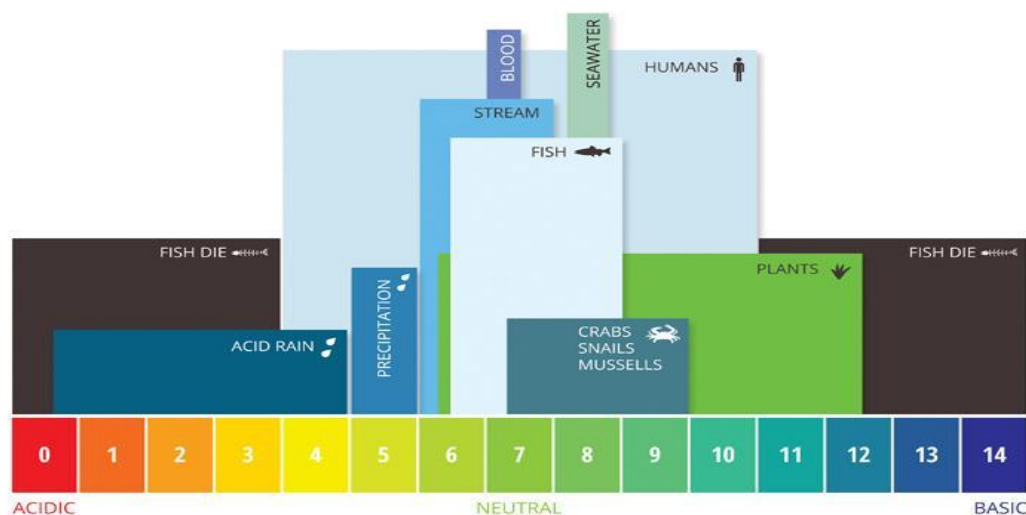 BLOOD
SEAWATER
HUMANS
STREAM
FISH
FISH DIE
PLANTS
FISH DIE
PRECIPITATION
ACID RAIN
CRABS
SNAILS
MUSSELLS
0 1 2 3 4 5 6 7 8 9 10 11 12 13 14
ACIDIC NEUTRAL BASIC